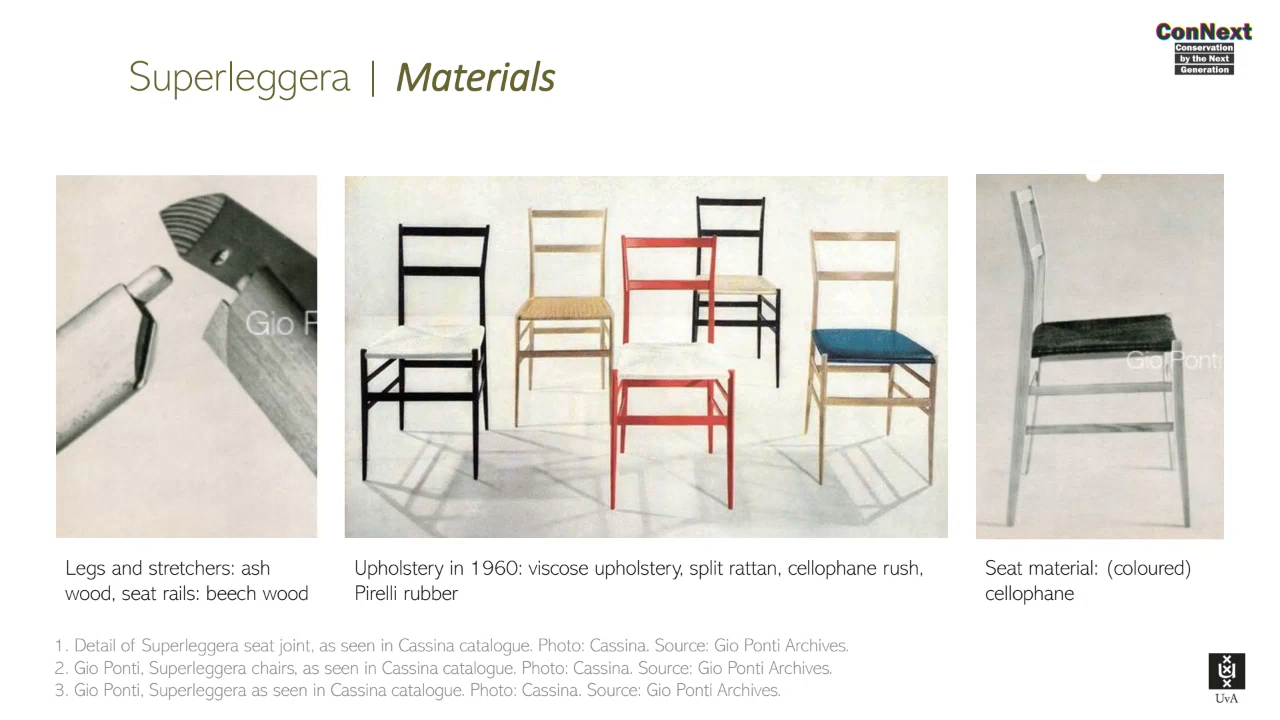 ConNext
Conservation
by the Next
Generation
Superleggera | Materials
Gio P
Gio Ponti
Legs and stretchers: ash
wood, seat rails: beech wood
Upholstery in 1960: viscose upholstery, split rattan, cellophane rush,
Pirelli rubber
Seat material: (coloured)
cellophane
1. Detail of Superleggera seat joint, as seen in Cassina catalogue. Photo: Cassina. Source: Gio Ponti Archives.
2. Gio Ponti, Superleggera chairs, as seen in Cassina catalogue. Photo: Cassina. Source: Gio Ponti Archives.
3. Gio Ponti, Superleggera as seen in Cassina catalogue. Photo: Cassina. Source: Gio Ponti Archives.
UvA